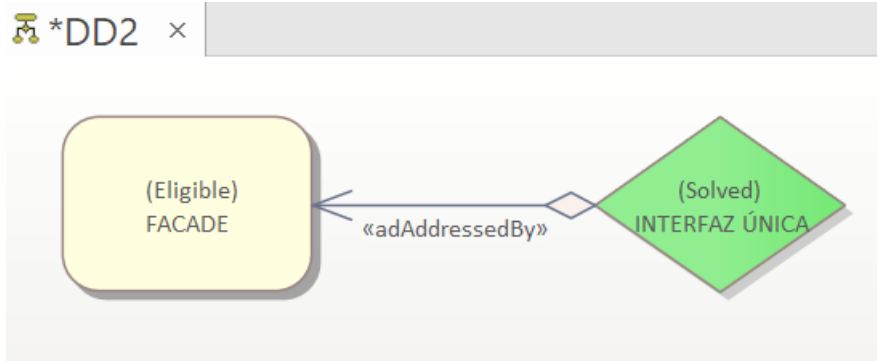 *DD2 ×
(Eligible)
FACADE
«adAddressedBy»
(Solved)
INTERFAZ ÚNICA